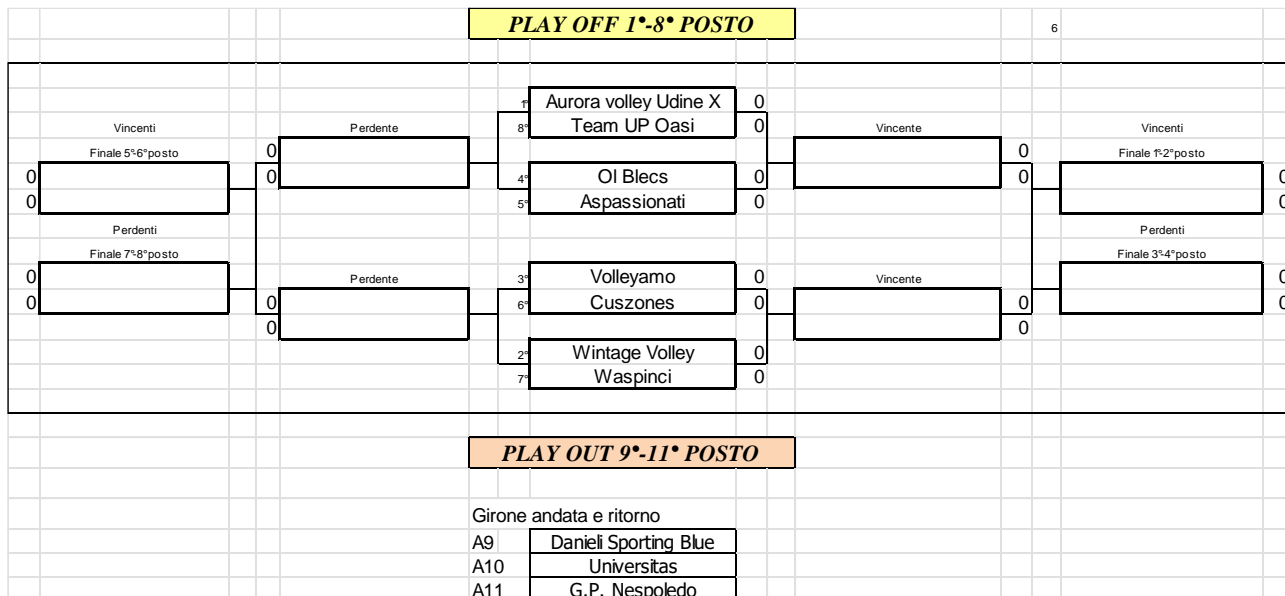 PLAY OFF 1°-8° POSTO
6
1° Aurora volley Udine X 0
8° Team UP Oasi 0
Vincenti Perdente Vincente Vincenti
Finale 5°-6°posto 0 0 Finale 1°-2°posto
0 0 4° Ol Blecs 0 0 0
0 5° Aspassionati 0 0
Perdenti Perdenti
Finale 7°-8°posto Finale 3°-4°posto
0 Perdente 3° Volleyamo 0 Vincente 0
0 0 6° Cuszones 0 0 0
0 0
2° Wintage Volley 0
7° Waspinci 0
PLAY OUT 9°-11° POSTO
Girone andata e ritorno
A9 Danieli Sporting Blue
A10 Universitas
A11 G.P. Nespoledo